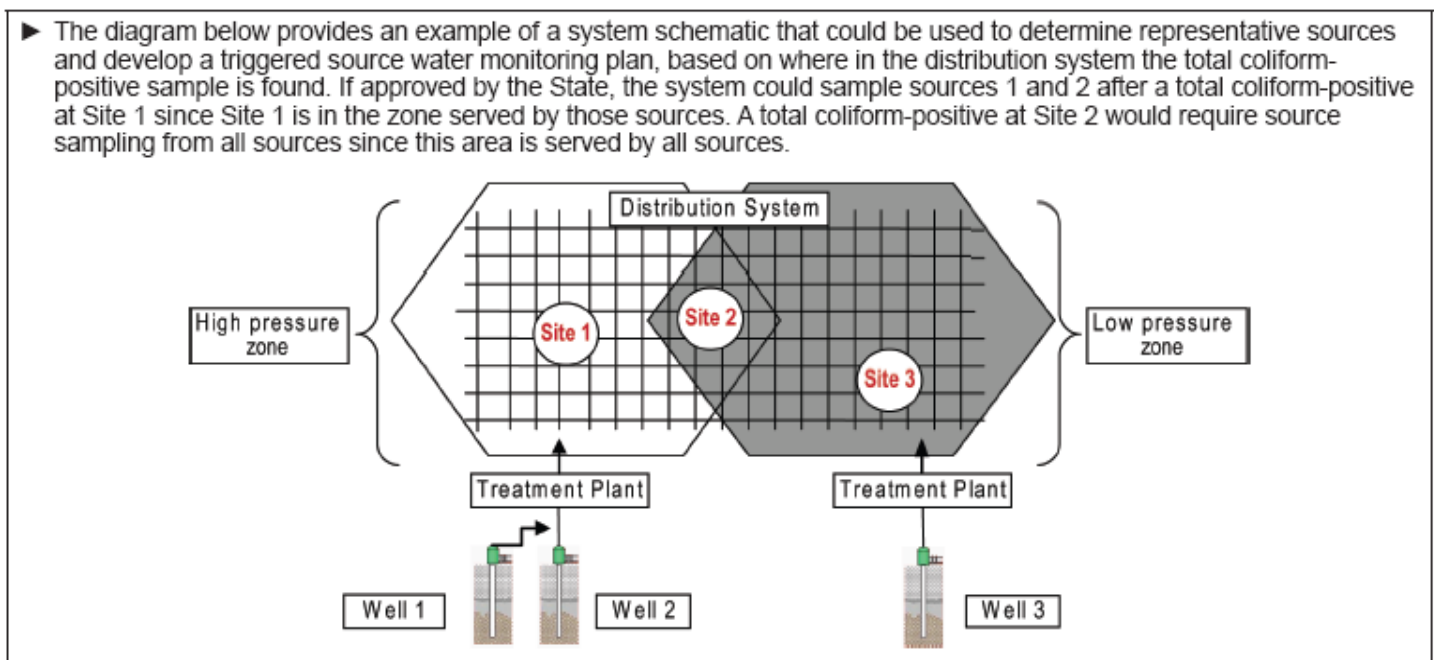 ► The diagram below provides an example of a system schematic that could be used to determine representative sources
and develop a triggered source water monitoring plan, based on where in the distribution system the total coliform-
positive sample is found. If approved by the State, the system could sample sources 1 and 2 after a total coliform-positive
at Site 1 since Site 1 is in the zone served by those sources. A total coliform-positive at Site 2 would require source
sampling from all sources since this area is served by all sources.
Distribution System
High pressure
zone
Site 1
Site 2
Site 3
Low pressure
zone
Treatment Plant
Treatment Plant
Well 1
Well 2
Well 3